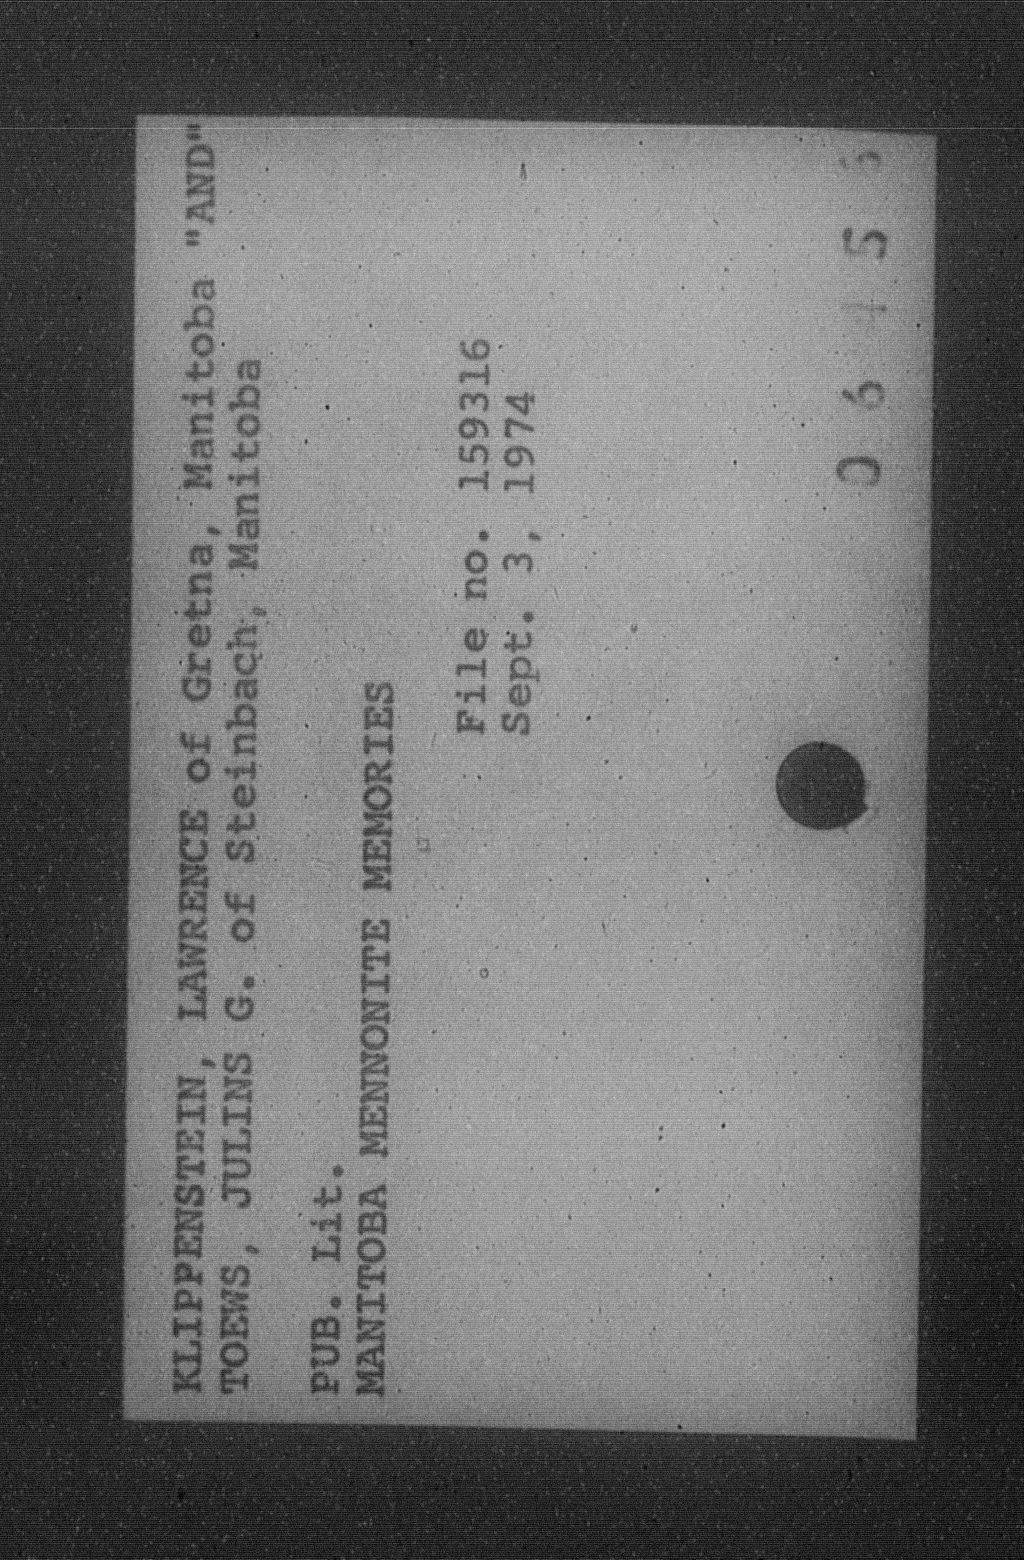 KLIPPENSTEIN, LAWRENCE of Gretna, Manitoba "AND"
TOEWS, JULINS G. of Steinbach, Manitoba
PUB. Lit.
MANITOBA MENNONITE MEMORIES
File no. 159316
Sept. 3, 1974